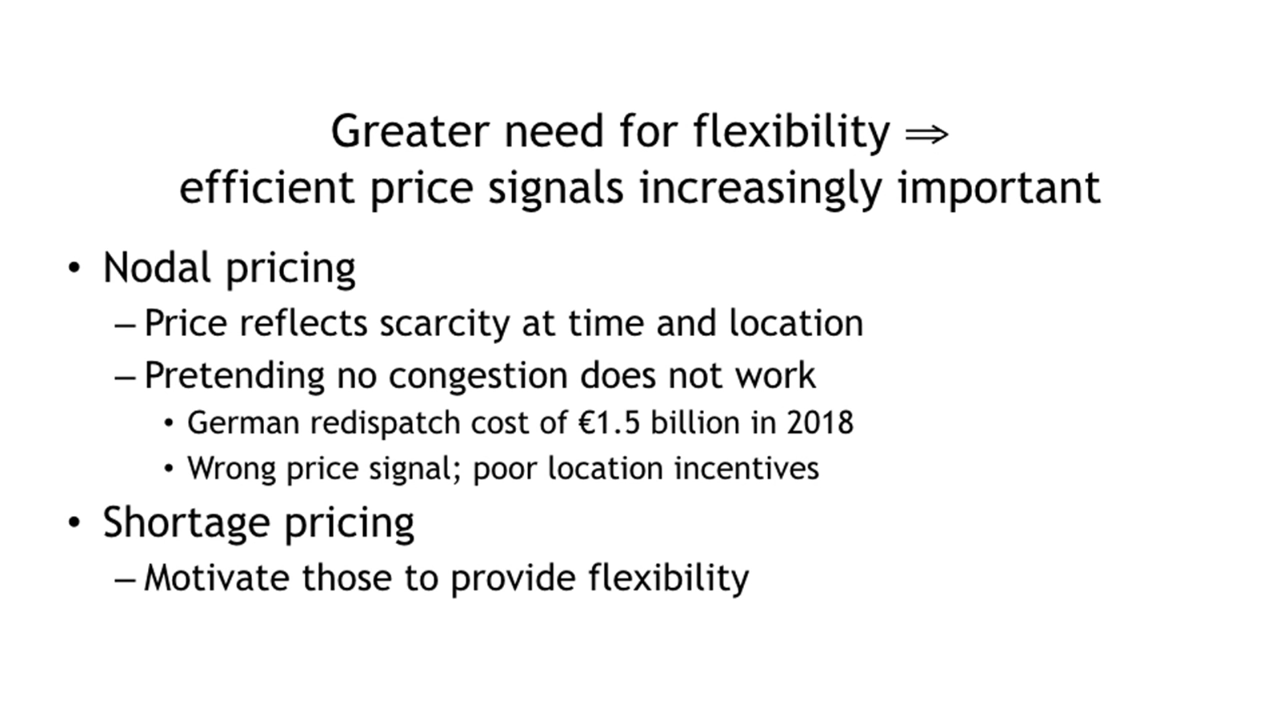 Greater need for flexibility ⇒
efficient price signals increasingly important
• Nodal pricing
– Price reflects scarcity at time and location
– Pretending no congestion does not work
• German redispatch cost of €1.5 billion in 2018
• Wrong price signal; poor location incentives
• Shortage pricing
– Motivate those to provide flexibility